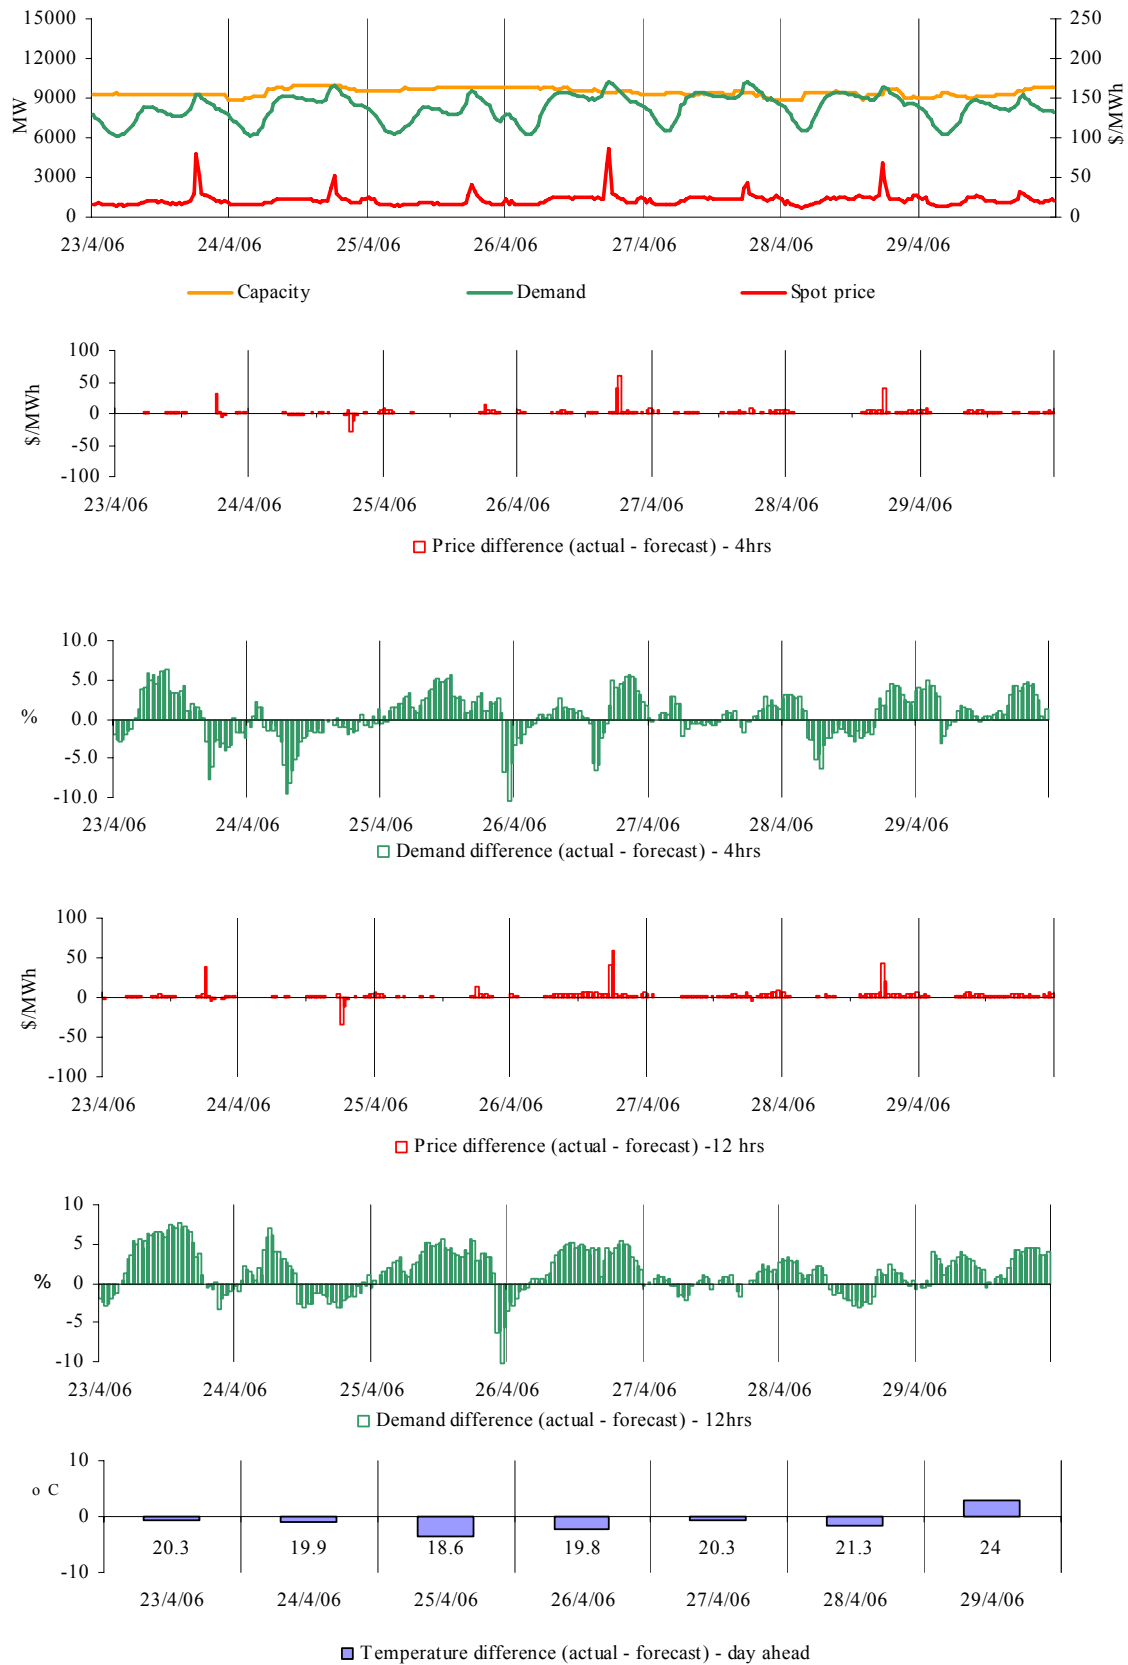 15000
12000
9000
6000
3000
0
MW
250
200
150
100
50
0
$/MWh
23/4/06 24/4/06 25/4/06 26/4/06 27/4/06 28/4/06 29/4/06
Capacity Demand Spot price
100
50
0
-50
-100
$/MWh
23/4/06 24/4/06 25/4/06 26/4/06 27/4/06 28/4/06 29/4/06
Price difference (actual - forecast) - 4hrs
10.0
5.0
0.0
-5.0
-10.0
%
23/4/06 24/4/06 25/4/06 26/4/06 27/4/06 28/4/06 29/4/06
Demand difference (actual - forecast) - 4hrs
100
50
0
-50
-100
$/MWh
23/4/06 24/4/06 25/4/06 26/4/06 27/4/06 28/4/06 29/4/06
Price difference (actual - forecast) -12 hrs
10
5
0
-5
-10
%
23/4/06 24/4/06 25/4/06 26/4/06 27/4/06 28/4/06 29/4/06
Demand difference (actual - forecast) - 12hrs
10
0
-10
o C
20.3 19.9 18.6 19.8 20.3 21.3 24
23/4/06 24/4/06 25/4/06 26/4/06 27/4/06 28/4/06 29/4/06
Temperature difference (actual - forecast) - day ahead